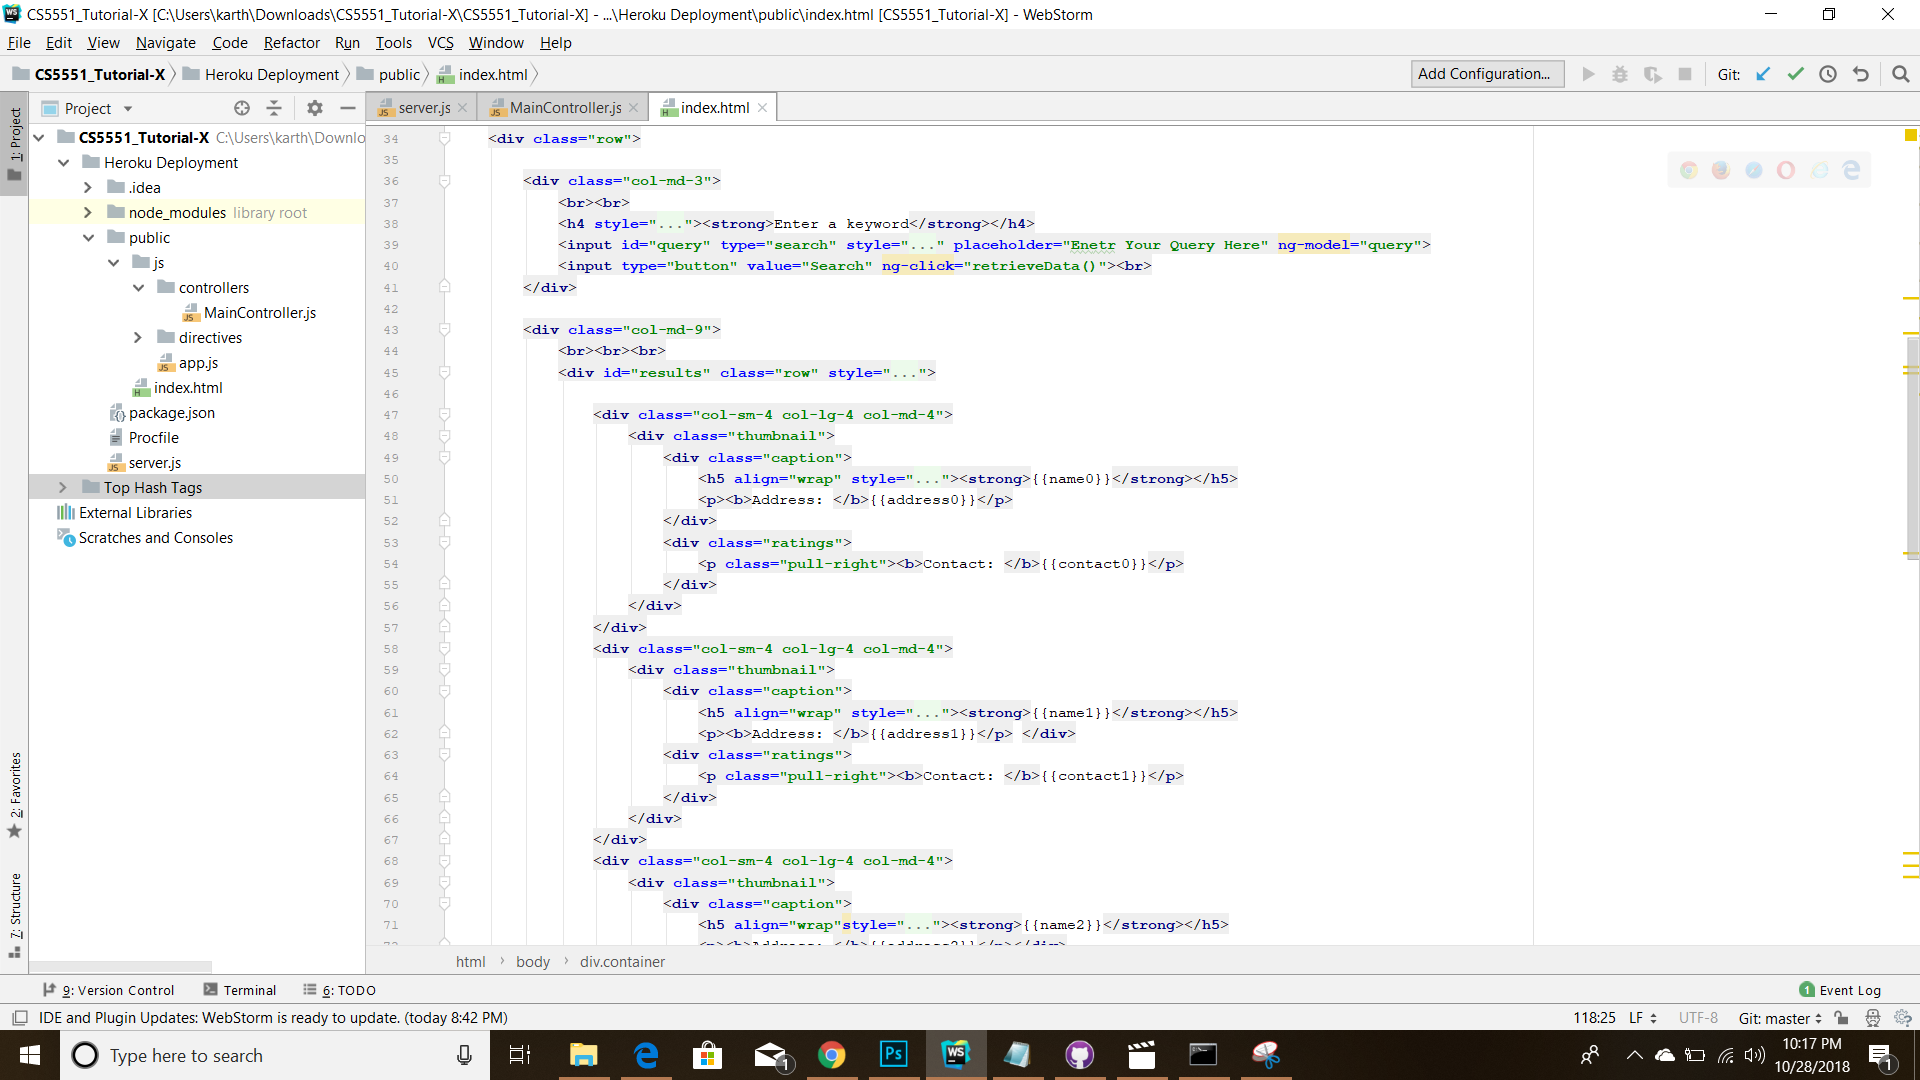 CS5551_Tutorial-X [C:\Users\karth\Downloads\CS5551_Tutorial-X\CS5551_Tutorial-X] - ...\Heroku Deployment\public\index.html [CS5551_Tutorial-X] - WebStorm
File Edit View Navigate Code Refactor Run Tools VCS Window Help
CS5551_Tutorial-X Heroku Deployment public index.html Add Configuration... Git:
Project server.js MainController.js index.html
1: Project
2: Favorites
7: Structure
CS5551_Tutorial-X C:\Users\karth\Downlo
Heroku Deployment
.idea
node_modules library root
public
js
controllers
MainController.js
directives
app.js
index.html
package.json
Procfile
server.js
Top Hash Tags
External Libraries
Scratches and Consoles
34 <div class="row">
35
36 <div class="col-md-3">
37 <br><br>
38 <h4 style="..."><strong>Enter a keyword</strong></h4>
39 <input id="query" type="search" style="..." placeholder="Enetr Your Query Here" ng-model="query">
40 <input type="button" value="Search" ng-click="retrieveData()"><br>
41 </div>
42
43 <div class="col-md-9">
44 <br><br><br>
45 <div id="results" class="row" style="...">
46
47 <div class="col-sm-4 col-lg-4 col-md-4">
48 <div class="thumbnail">
49 <div class="caption">
50 <h5 align="wrap" style="..."><strong>{{name0}}</strong></h5>
51 <p><b>Address: </b>{{address0}}</p>
52 </div>
53 <div class="ratings">
54 <p class="pull-right"><b>Contact: </b>{{contact0}}</p>
55 </div>
56 </div>
57 </div>
58 <div class="col-sm-4 col-lg-4 col-md-4">
59 <div class="thumbnail">
60 <div class="caption">
61 <h5 align="wrap" style="..."><strong>{{name1}}</strong></h5>
62 <p><b>Address: </b>{{address1}}</p> </div>
63 <div class="ratings">
64 <p class="pull-right"><b>Contact: </b>{{contact1}}</p>
65 </div>
66 </div>
67 </div>
68 <div class="col-sm-4 col-lg-4 col-md-4">
69 <div class="thumbnail">
70 <div class="caption">
71 <h5 align="wrap"style="..."><strong>{{name2}}</strong></h5>
72 <p><b>Address: </b>{{address2}}</p></div>
html body div.container
9: Version Control Terminal 6: TODO 1 Event Log
IDE and Plugin Updates: WebStorm is ready to update. (today 8:42 PM) 118:25 LF UTF-8 Git: master
Type here to search 1 Ps WS 10:17 PM
10/28/2018 1